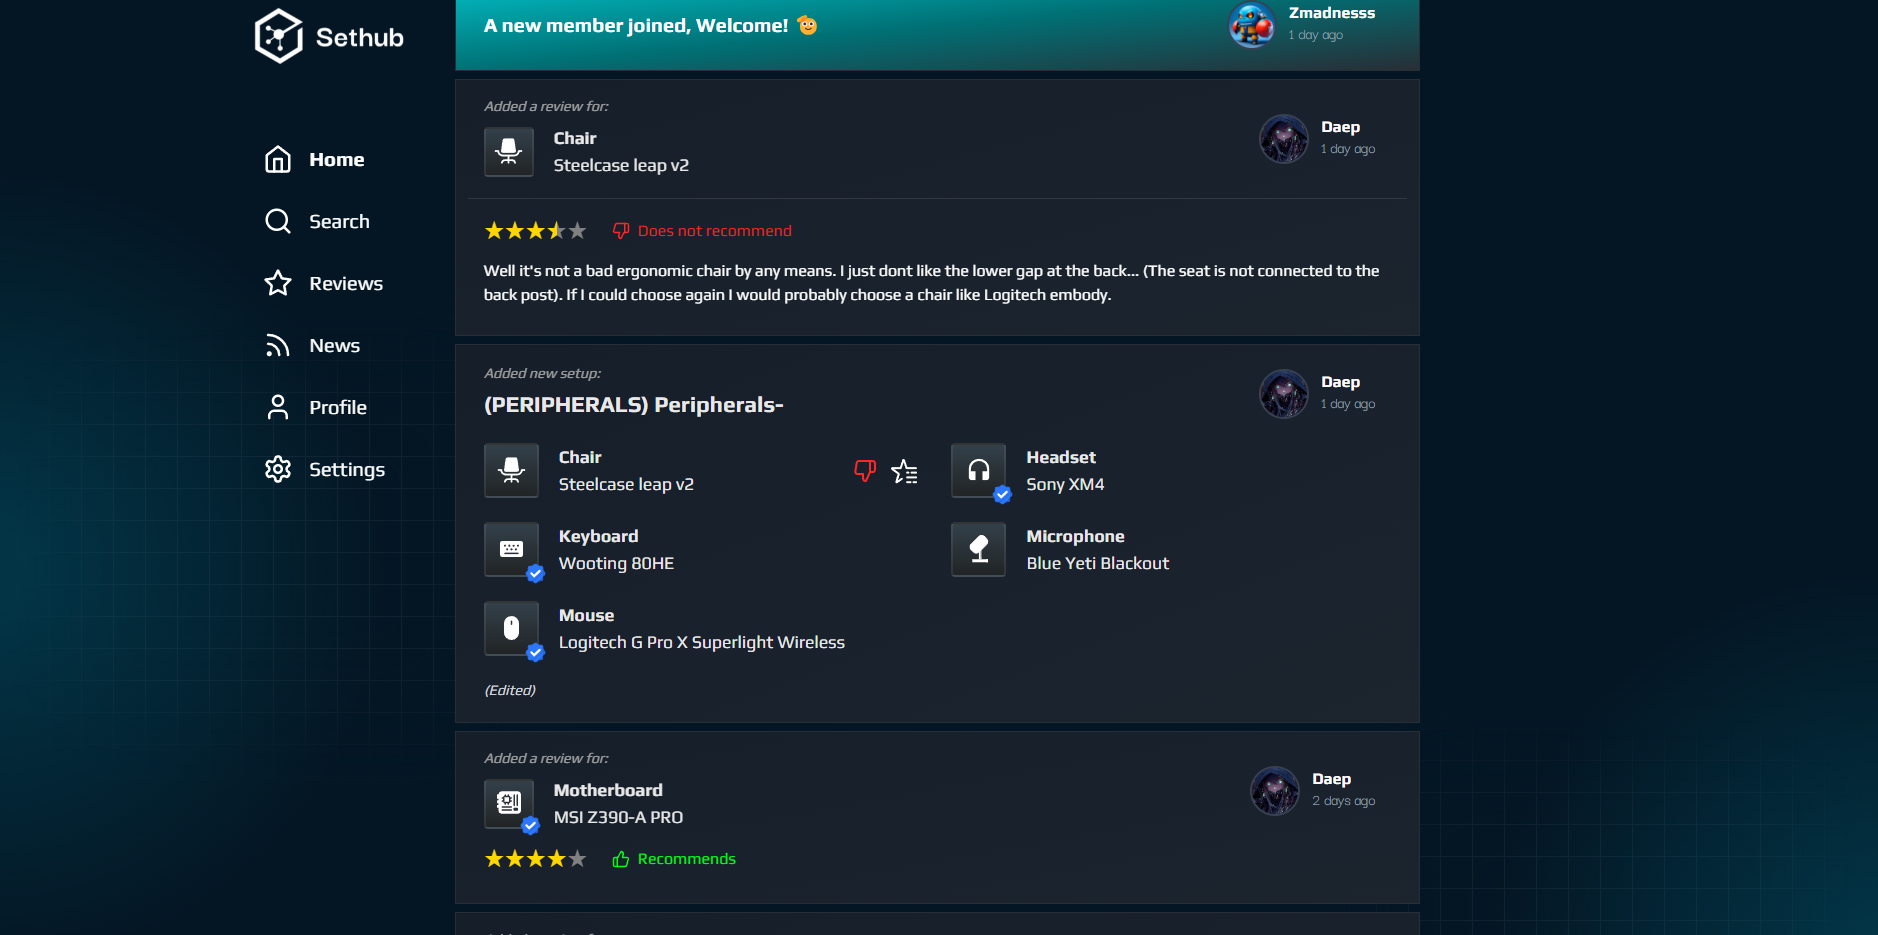 Sethub
Home
Search
Reviews
News
Profile
Settings
A new member joined, Welcome!
Zmadnesss
1 day ago
Added a review for:
Chair
Steelcase leap v2
Daep
1 day ago
Does not recommend
Well it's not a bad ergonomic chair by any means. I just dont like the lower gap at the back... (The seat is not connected to the
back post). If I could choose again I would probably choose a chair like Logitech embody.
Added new setup:
(PERIPHERALS) Peripherals-
Daep
1 day ago
Chair
Steelcase leap v2
Headset
Sony XM4
Keyboard
Wooting 80HE
Microphone
Blue Yeti Blackout
Mouse
Logitech G Pro X Superlight Wireless
(Edited)
Added a review for:
Motherboard
MSI Z390-A PRO
Daep
2 days ago
Recommends